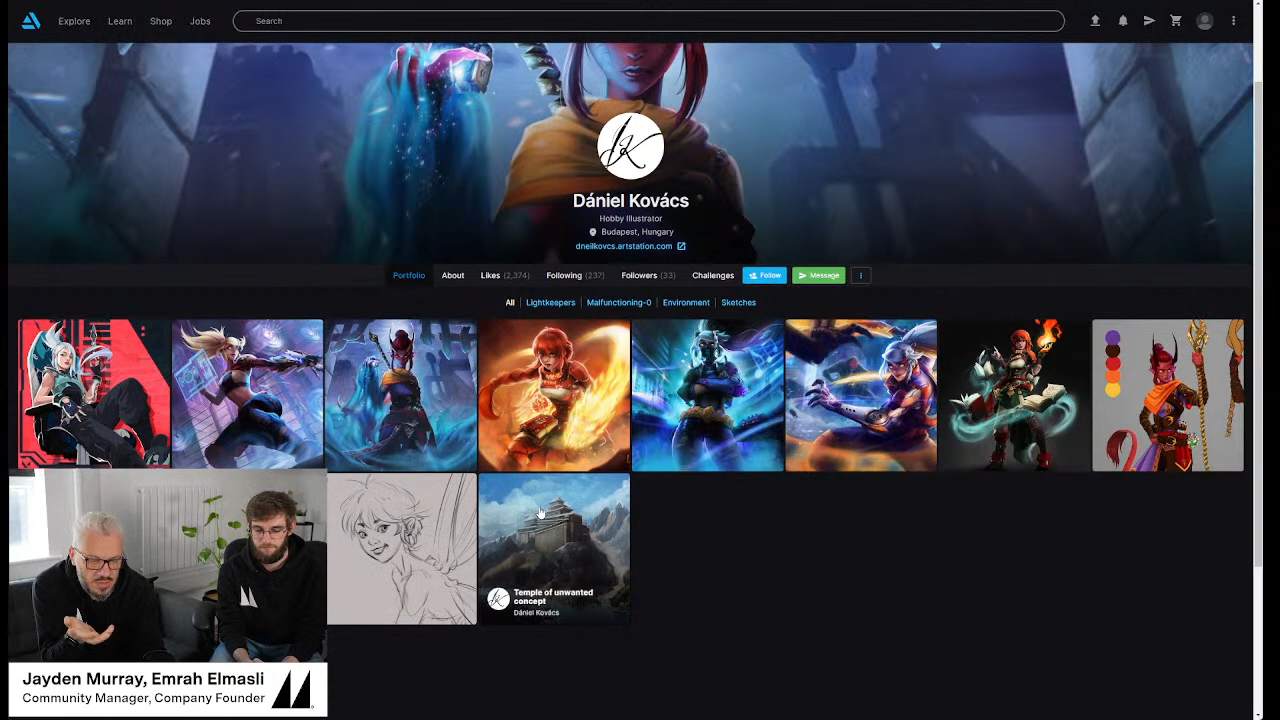 Explore Learn Shop Jobs Search
Dániel Kovács
Hobby Illustrator
Budapest, Hungary
dneilkovcs.artstation.com
Portfolio About Likes (2,374) Following (237) Followers (33) Challenges Follow Message
All Lightkeepers Malfunctioning-0 Environment Sketches
Temple of unwanted
concept
Dániel Kovács
Jayden Murray, Emrah Elmasli
Community Manager, Company Founder